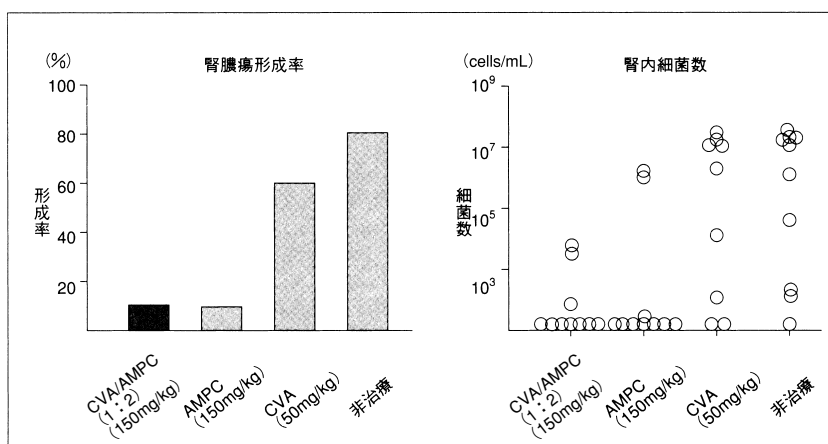 腎膿瘍形成率
(%)
100
80
60
40
20
形成率
CVA/AMPC
(1:2)
(150mg/kg)
AMPC
(150mg/kg)
CVA
(50mg/kg)
非治療
腎内細菌数
(cells/mL)
10⁹
10⁷
10⁵
10³
細菌数
CVA/AMPC
(1:2)
(150mg/kg)
AMPC
(150mg/kg)
CVA
(50mg/kg)
非治療